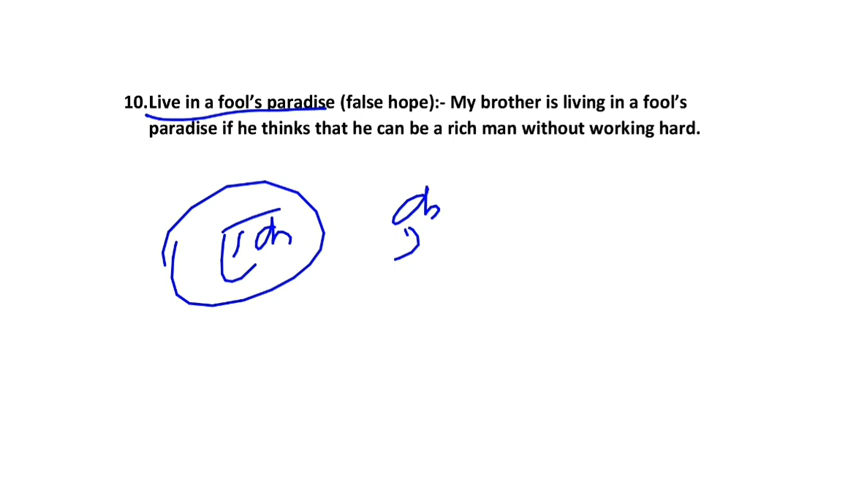 10.Live in a fool's paradise (false hope):- My brother is living in a fool's
paradise if he thinks that he can be a rich man without working hard.